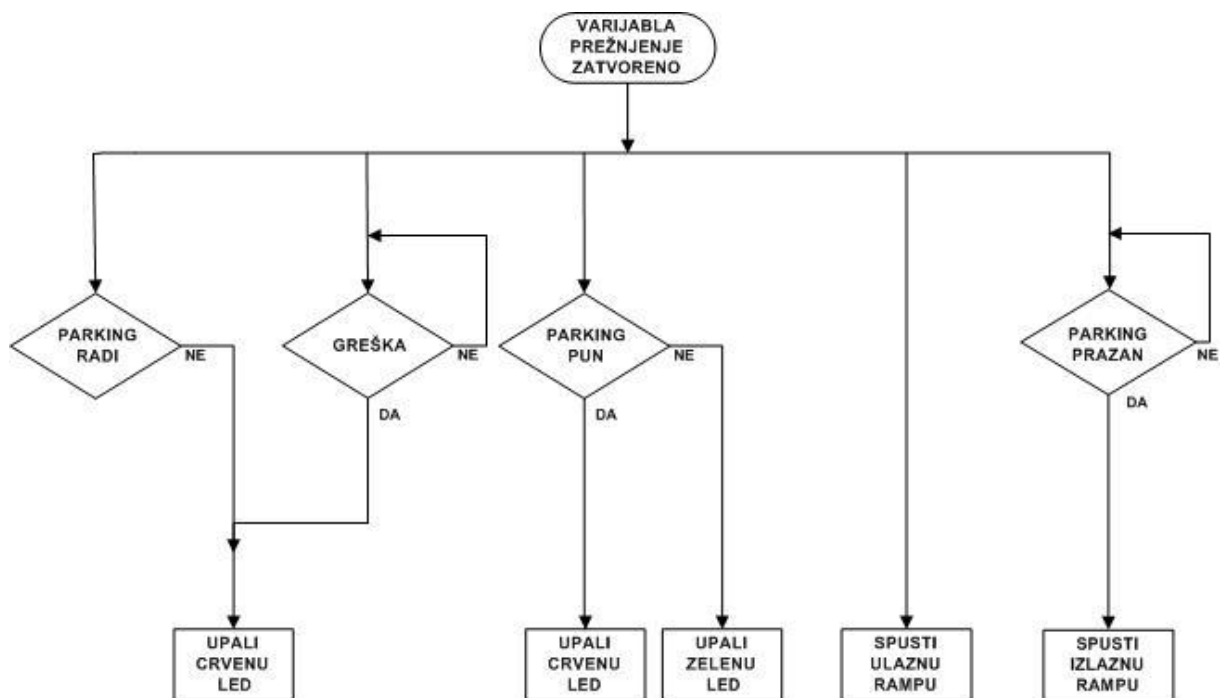 VARIJABLA
PREŽNJENJE
ZATVORENO
PARKING
RADI
NE
GREŠKA
NE
DA
PARKING
PUN
NE
DA
PARKING
PRAZAN
NE
DA
UPALI
CRVENU
LED
UPALI
CRVENU
LED
UPALI
ZELENU
LED
SPUSTI
ULAZNU
RAMPU
SPUSTI
IZLAZNU
RAMPU